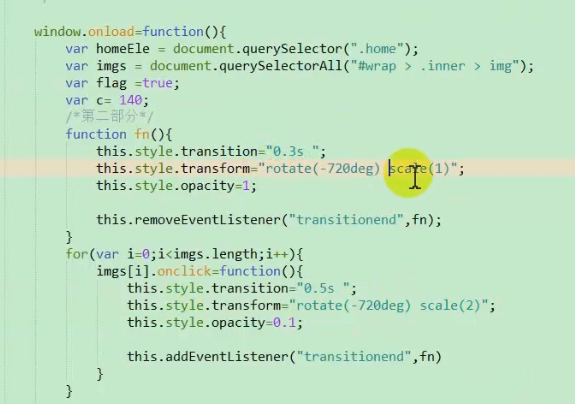 window.onload=function(){
var homeEle = document.querySelector(".home");
var imgs = document.querySelectorAll("#wrap > .inner > img");
var flag =true;
var c= 140;
/*第二部分*/
function fn(){
this.style.transition="0.3s ";
this.style.transform="rotate(-720deg) scale(1)";
this.style.opacity=1;
this.removeEventListener("transitionend",fn);
}
for(var i=0;i<imgs.length;i++){
imgs[i].onclick=function(){
this.style.transition="0.5s ";
this.style.transform="rotate(-720deg) scale(2)";
this.style.opacity=0.1;
this.addEventListener("transitionend",fn)
}
}